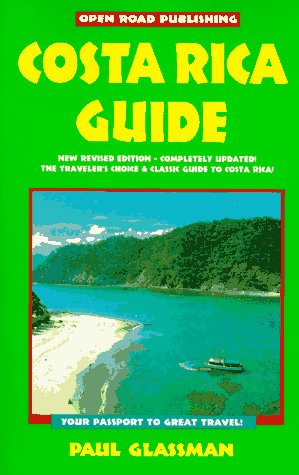 OPEN ROAD PUBLISHING
COSTA RICA
GUIDE
NEW REVISED EDITION - COMPLETELY UPDATED!
THE TRAVELER'S CHOICE & CLASSIC GUIDE TO COSTA RICA!
YOUR PASSPORT TO GREAT TRAVEL!
PAUL GLASSMAN